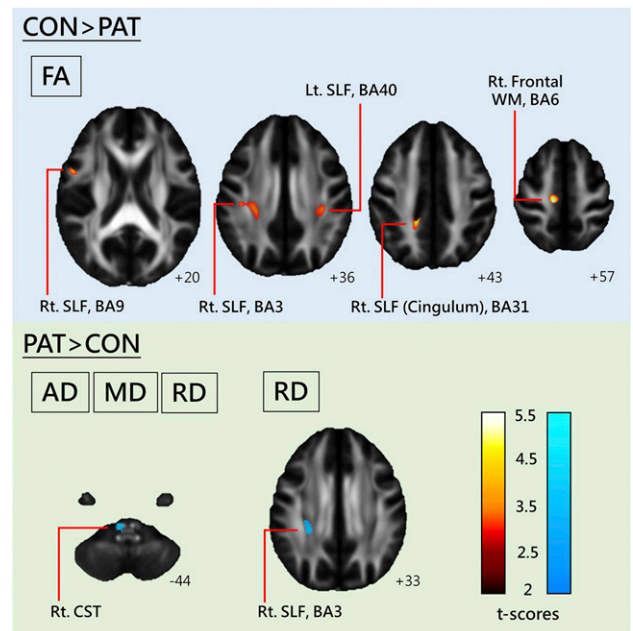 CON>PAT
FA
Lt. SLF, BA40
Rt. Frontal
WM, BA6
+20
+36
+43
+57
Rt. SLF, BA9
Rt. SLF, BA3
Rt. SLF (Cingulum), BA31
PAT>CON
AD
MD
RD
RD
5.5
4.5
3.5
2.5
2
t-scores
-44
+33
Rt. CST
Rt. SLF, BA3